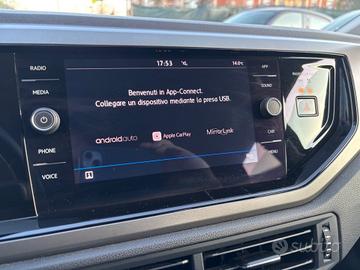 17:53
14.0°C
RADIO
MEDIA
PHONE
VOICE
Benvenuti in App-Connect.
Collegare un dispositivo mediante la presa USB.
androidauto
Apple CarPlay
MirrorLink
APP
SOUND
CAR
MENU
subito